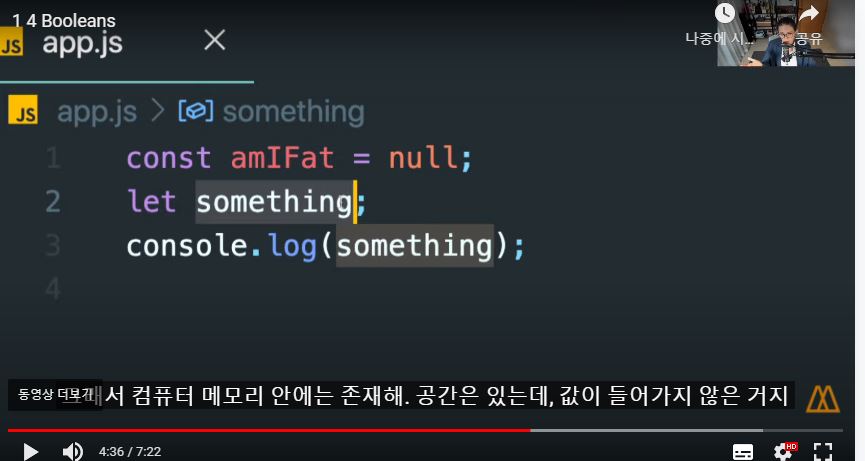 1 4 Booleans
JS app.js
나중에 시... 공유
JS app.js > something
1 const amIFat = null;
2 let something;
3 console.log(something);
4
동영상 더보기
서 컴퓨터 메모리 안에는 존재해. 공간은 있는데, 값이 들어가지 않은 거지
4:36 / 7:22
HD